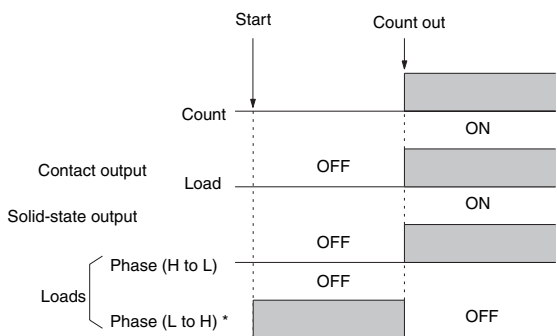 Start Count out
Count
ON
Contact output
Load
OFF
ON
Solid-state output
OFF
Loads
Phase (H to L)
OFF
Phase (L to H) *
OFF